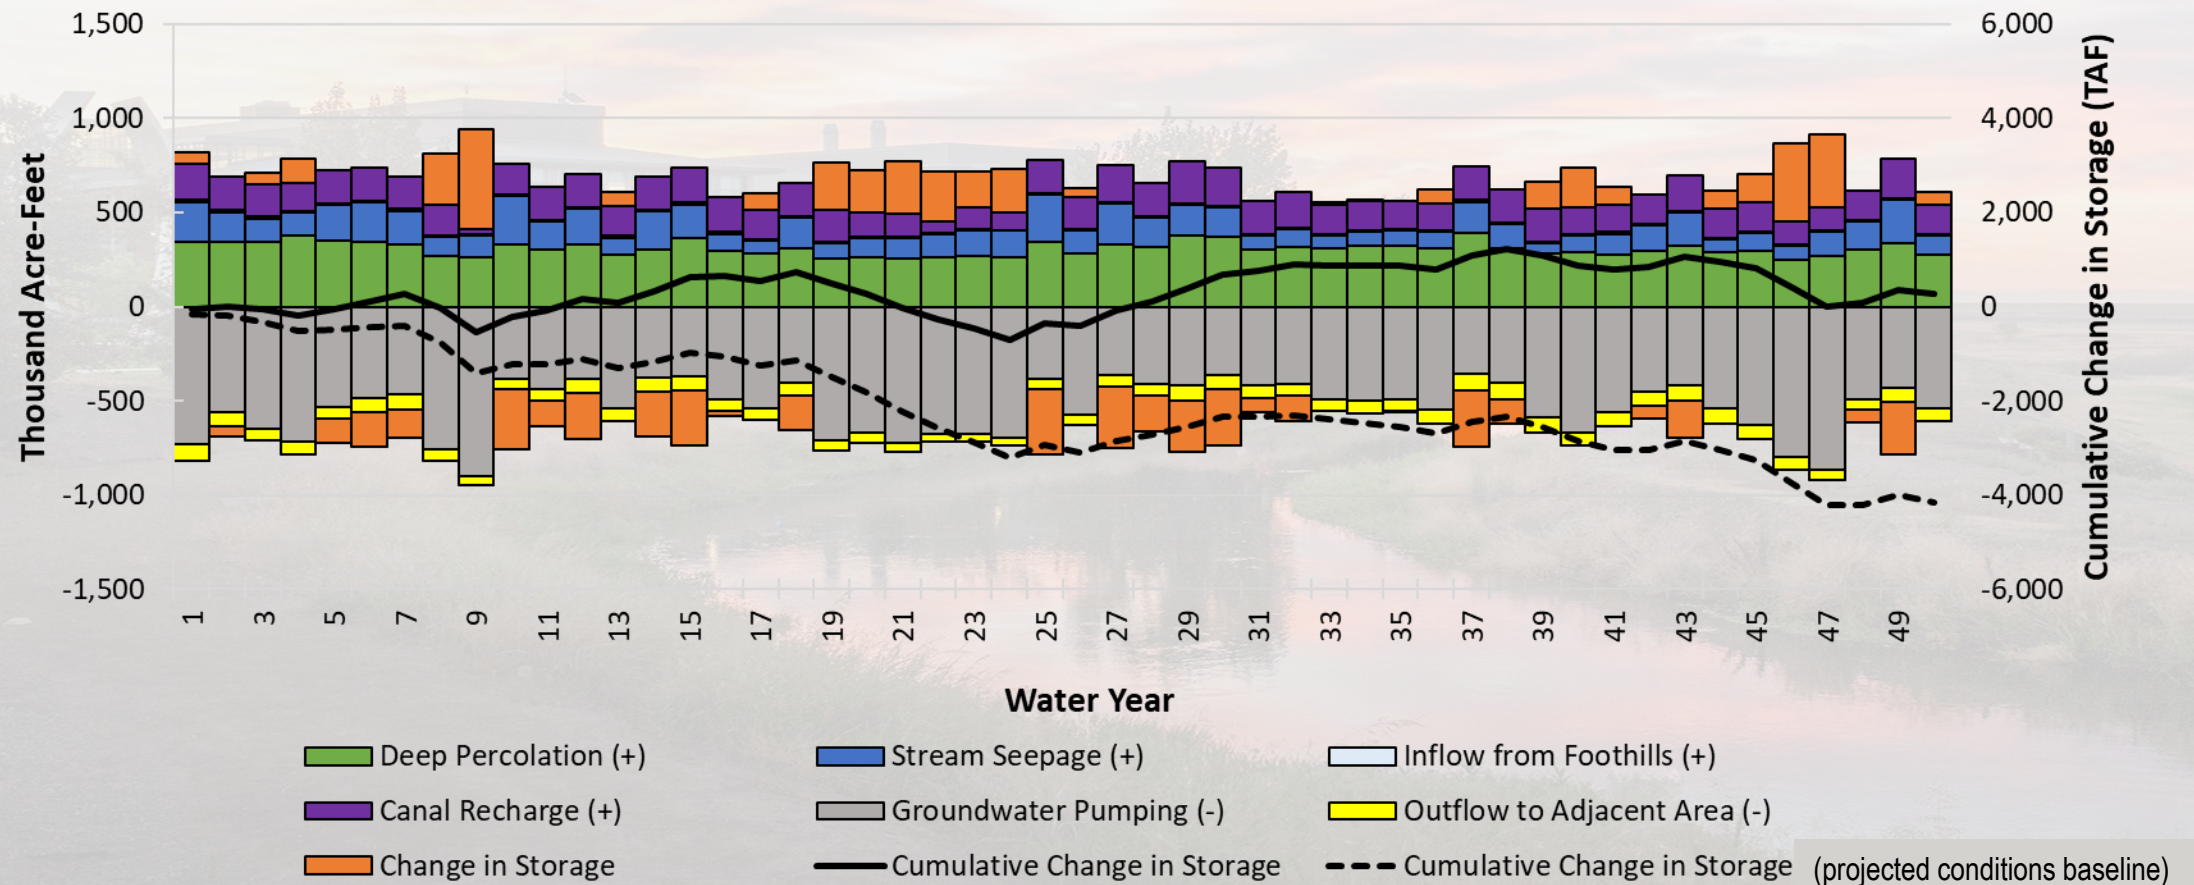 1,500
1,000
500
0
-500
-1,000
-1,500
Thousand Acre-Feet
6,000
4,000
2,000
0
-2,000
-4,000
-6,000
Cumulative Change in Storage (TAF)
1 3 5 7 9 11 13 15 17 19 21 23 25 27 29 31 33 35 37 39 41 43 45 47 49
Water Year
Deep Percolation (+) Stream Seepage (+) Inflow from Foothills (+)
Canal Recharge (+) Groundwater Pumping (-) Outflow to Adjacent Area (-)
Change in Storage Cumulative Change in Storage Cumulative Change in Storage (projected conditions baseline)